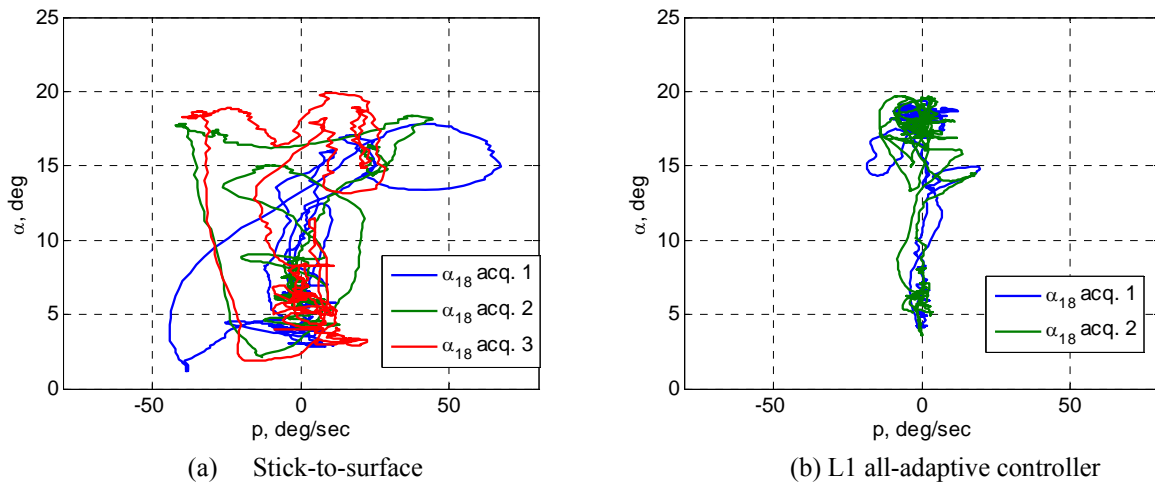 25
20
15
10
5
0
α, deg
-50
0
50
p, deg/sec
α18 acq. 1
α18 acq. 2
α18 acq. 3
(a) Stick-to-surface
25
20
15
10
5
0
α, deg
-50
0
50
p, deg/sec
α18 acq. 1
α18 acq. 2
(b) L1 all-adaptive controller